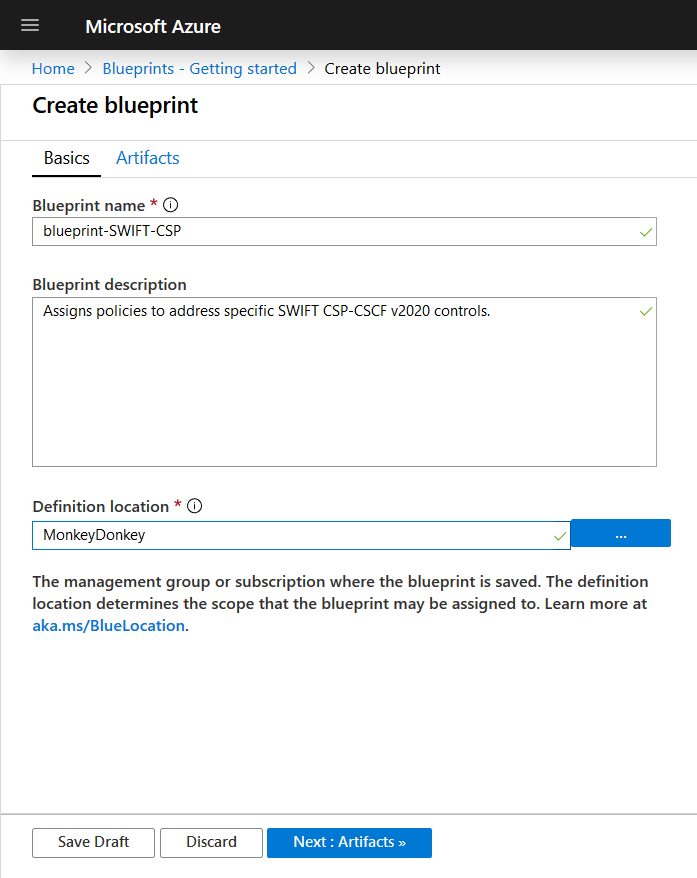 Microsoft Azure
Home > Blueprints - Getting started > Create blueprint
Create blueprint
Basics Artifacts
Blueprint name *
blueprint-SWIFT-CSP
Blueprint description
Assigns policies to address specific SWIFT CSP-CSCF v2020 controls.
Definition location *
MonkeyDonkey ...
The management group or subscription where the blueprint is saved. The definition
location determines the scope that the blueprint may be assigned to. Learn more at
aka.ms/BlueLocation.
Save Draft Discard Next : Artifacts »